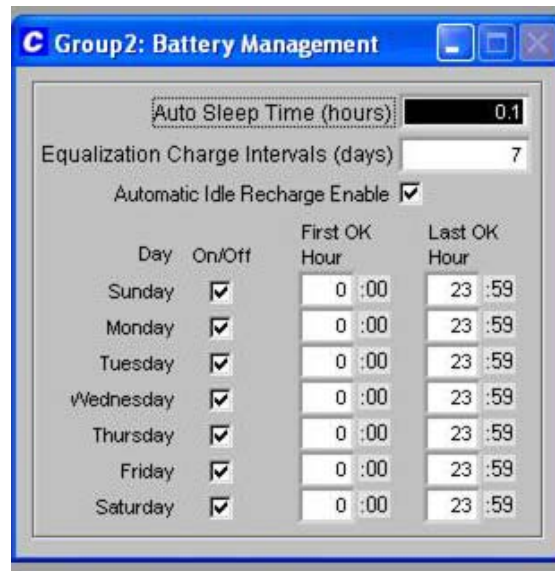 C Group2: Battery Management
Auto Sleep Time (hours) 0.1
Equalization Charge Intervals (days) 7
Automatic Idle Recharge Enable
First OK Last OK
Day On/Off Hour Hour
Sunday 0 :00 23 :59
Monday 0 :00 23 :59
Tuesday 0 :00 23 :59
Wednesday 0 :00 23 :59
Thursday 0 :00 23 :59
Friday 0 :00 23 :59
Saturday 0 :00 23 :59